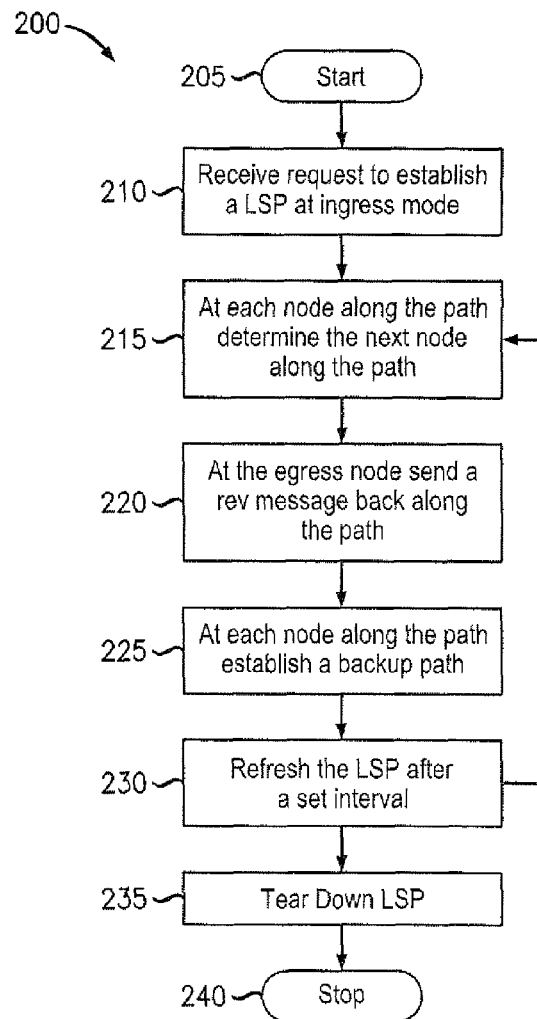 200
205
Start
210
Receive request to establish
a LSP at ingress mode
215
At each node along the path
determine the next node
along the path
220
At the egress node send a
rev message back along
the path
225
At each node along the path
establish a backup path
230
Refresh the LSP after
a set interval
235
Tear Down LSP
240
Stop